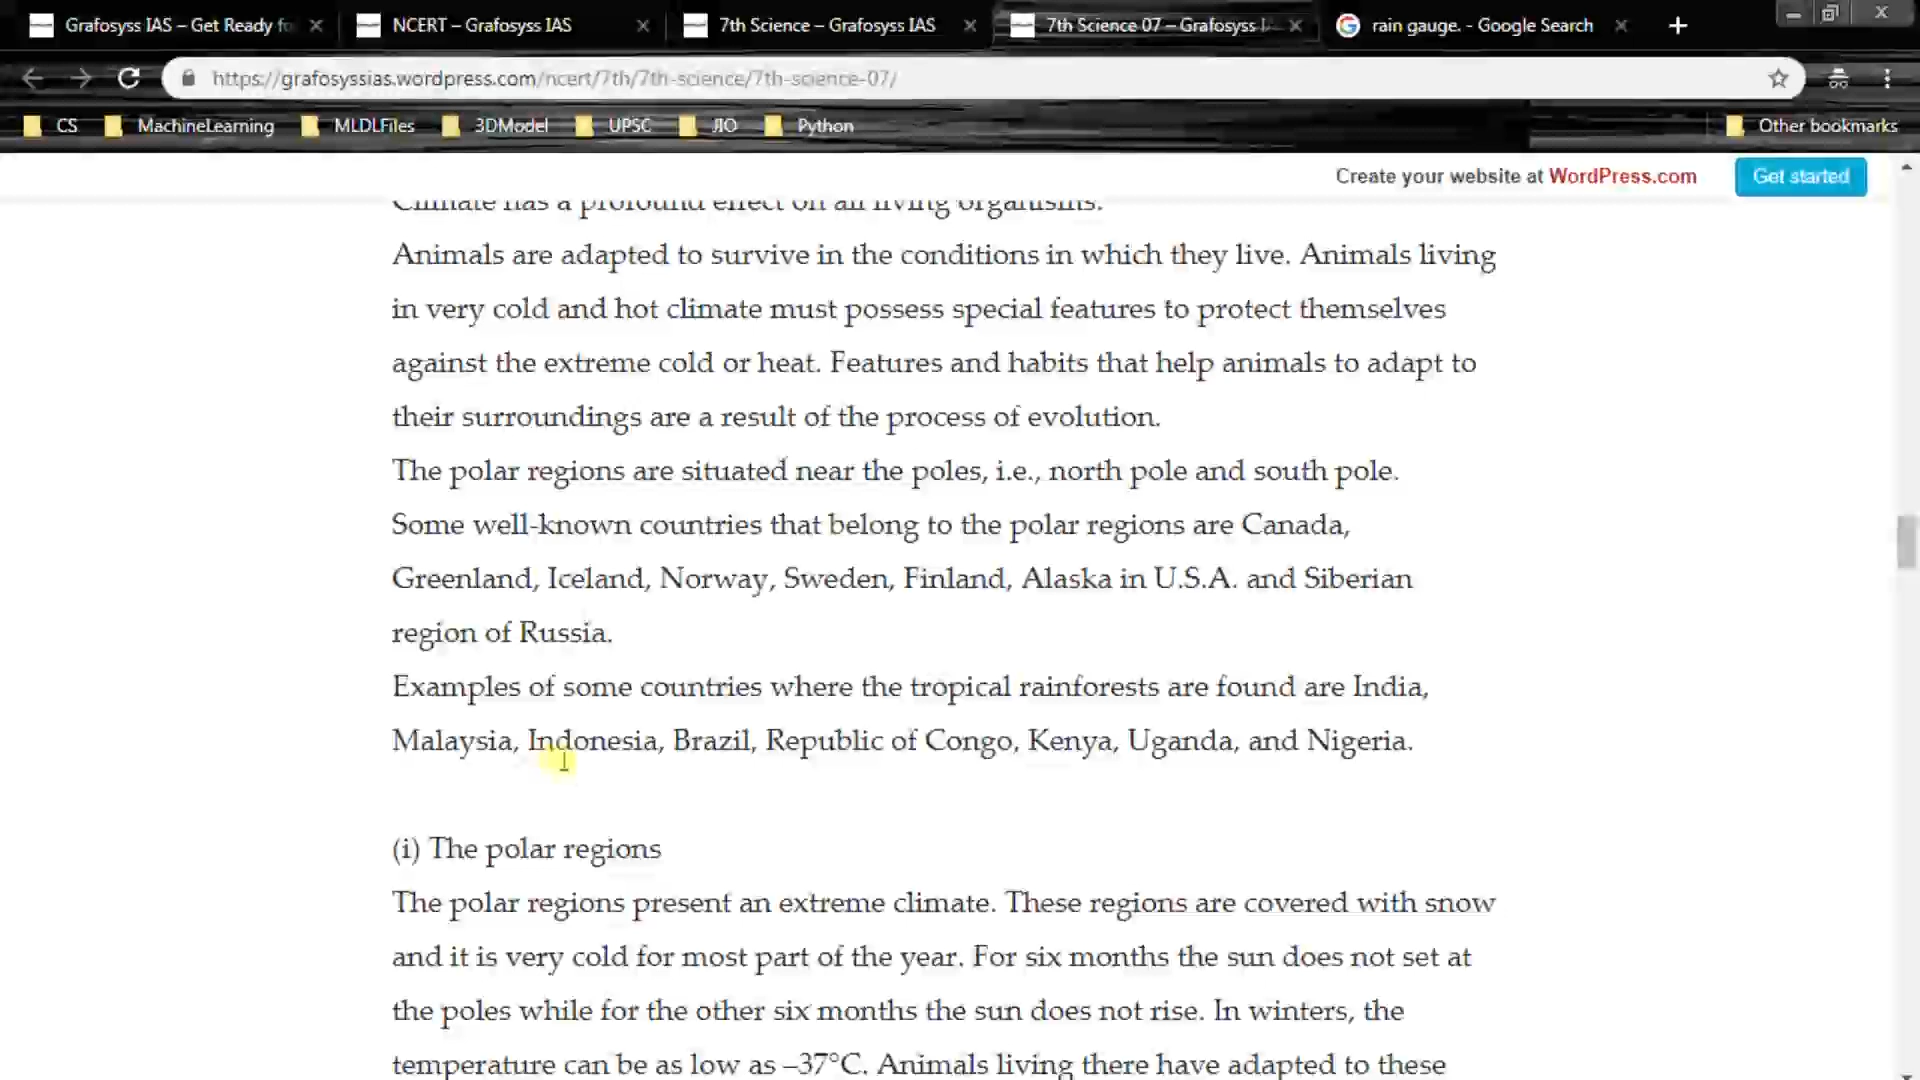 Grafosyss IAS – Get Ready fo
NCERT – Grafosyss IAS
7th Science – Grafosyss IAS
7th Science 07 – Grafosyss I
rain gauge. - Google Search
https://grafosyssias.wordpress.com/ncert/7th/7th-science/7th-science-07/
CS
MachineLearning
MLDLFiles
3DModel
UPSC
JIO
Python
Other bookmarks
Create your website at WordPress.com
Get started
Climate has a profound effect on all living organisms.
Animals are adapted to survive in the conditions in which they live. Animals living
in very cold and hot climate must possess special features to protect themselves
against the extreme cold or heat. Features and habits that help animals to adapt to
their surroundings are a result of the process of evolution.
The polar regions are situated near the poles, i.e., north pole and south pole.
Some well-known countries that belong to the polar regions are Canada,
Greenland, Iceland, Norway, Sweden, Finland, Alaska in U.S.A. and Siberian
region of Russia.
Examples of some countries where the tropical rainforests are found are India,
Malaysia, Indonesia, Brazil, Republic of Congo, Kenya, Uganda, and Nigeria.
(i) The polar regions
The polar regions present an extreme climate. These regions are covered with snow
and it is very cold for most part of the year. For six months the sun does not set at
the poles while for the other six months the sun does not rise. In winters, the
temperature can be as low as –37°C. Animals living there have adapted to these